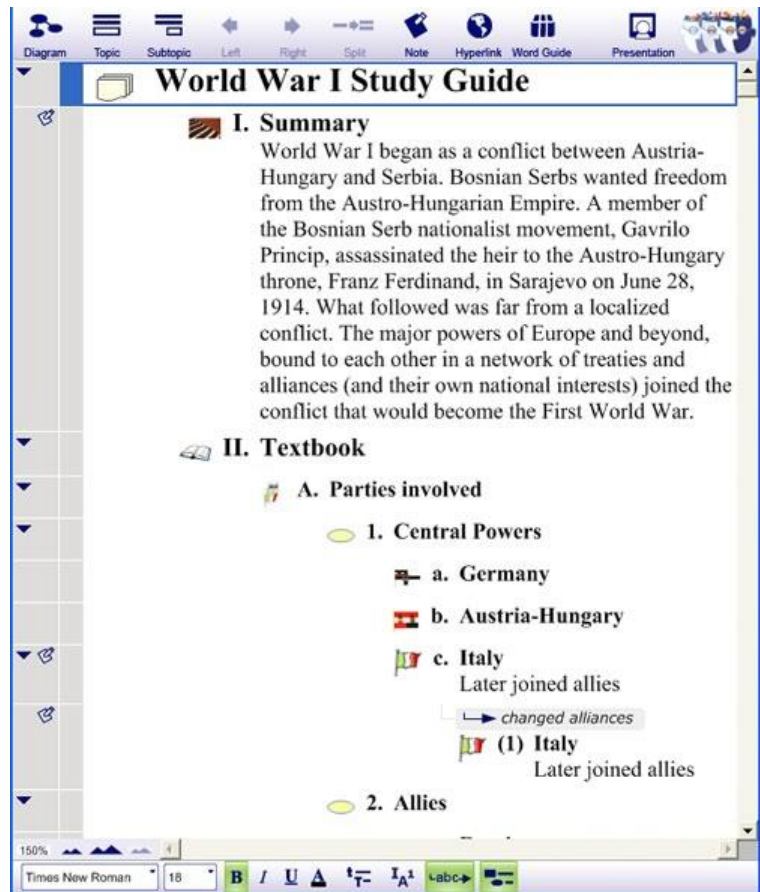 Diagram Topic Subtopic Left Right Split Note Hyperlink Word Guide Presentation
World War I Study Guide
I. Summary
World War I began as a conflict between Austria-
Hungary and Serbia. Bosnian Serbs wanted freedom
from the Austro-Hungarian Empire. A member of
the Bosnian Serb nationalist movement, Gavrilo
Princip, assassinated the heir to the Austro-Hungary
throne, Franz Ferdinand, in Sarajevo on June 28,
1914. What followed was far from a localized
conflict. The major powers of Europe and beyond,
bound to each other in a network of treaties and
alliances (and their own national interests) joined the
conflict that would become the First World War.
II. Textbook
A. Parties involved
1. Central Powers
a. Germany
b. Austria-Hungary
c. Italy
Later joined allies
changed alliances
(1) Italy
Later joined allies
2. Allies
150%
Times New Roman 18 B I U A tT IA1 abc